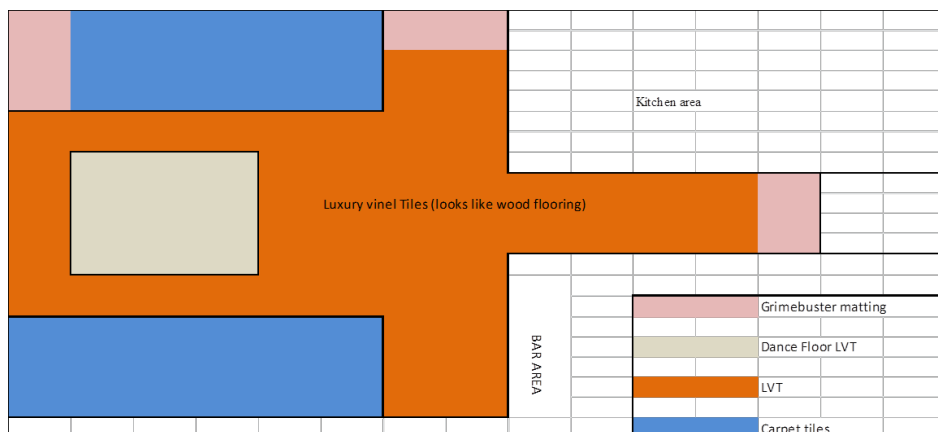 Kitchen area
Luxury vinel Tiles (looks like wood flooring)
BAR AREA
Grimebuster matting
Dance Floor LVT
LVT
Carpet tiles